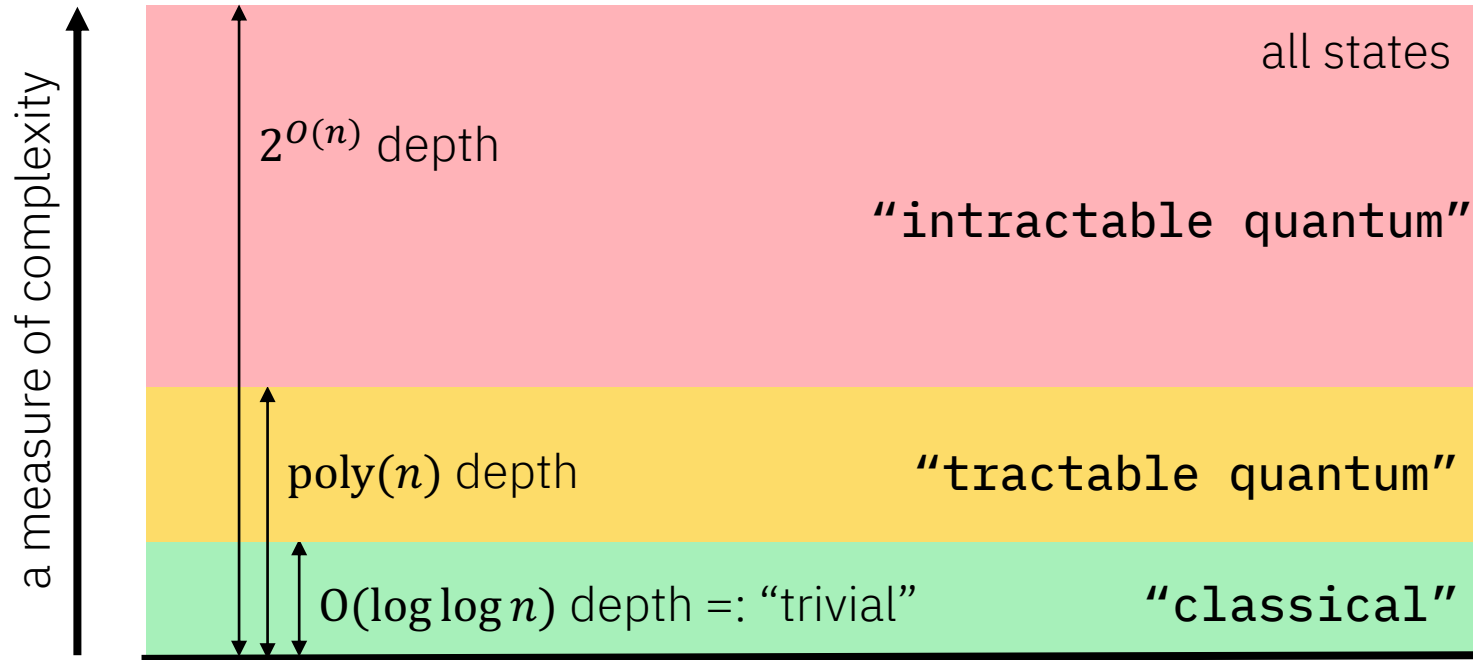 a measure of complexity
all states
2^{O(n)} depth
“intractable quantum”
poly(n) depth
“tractable quantum”
O(log log n) depth =: “trivial”
“classical”